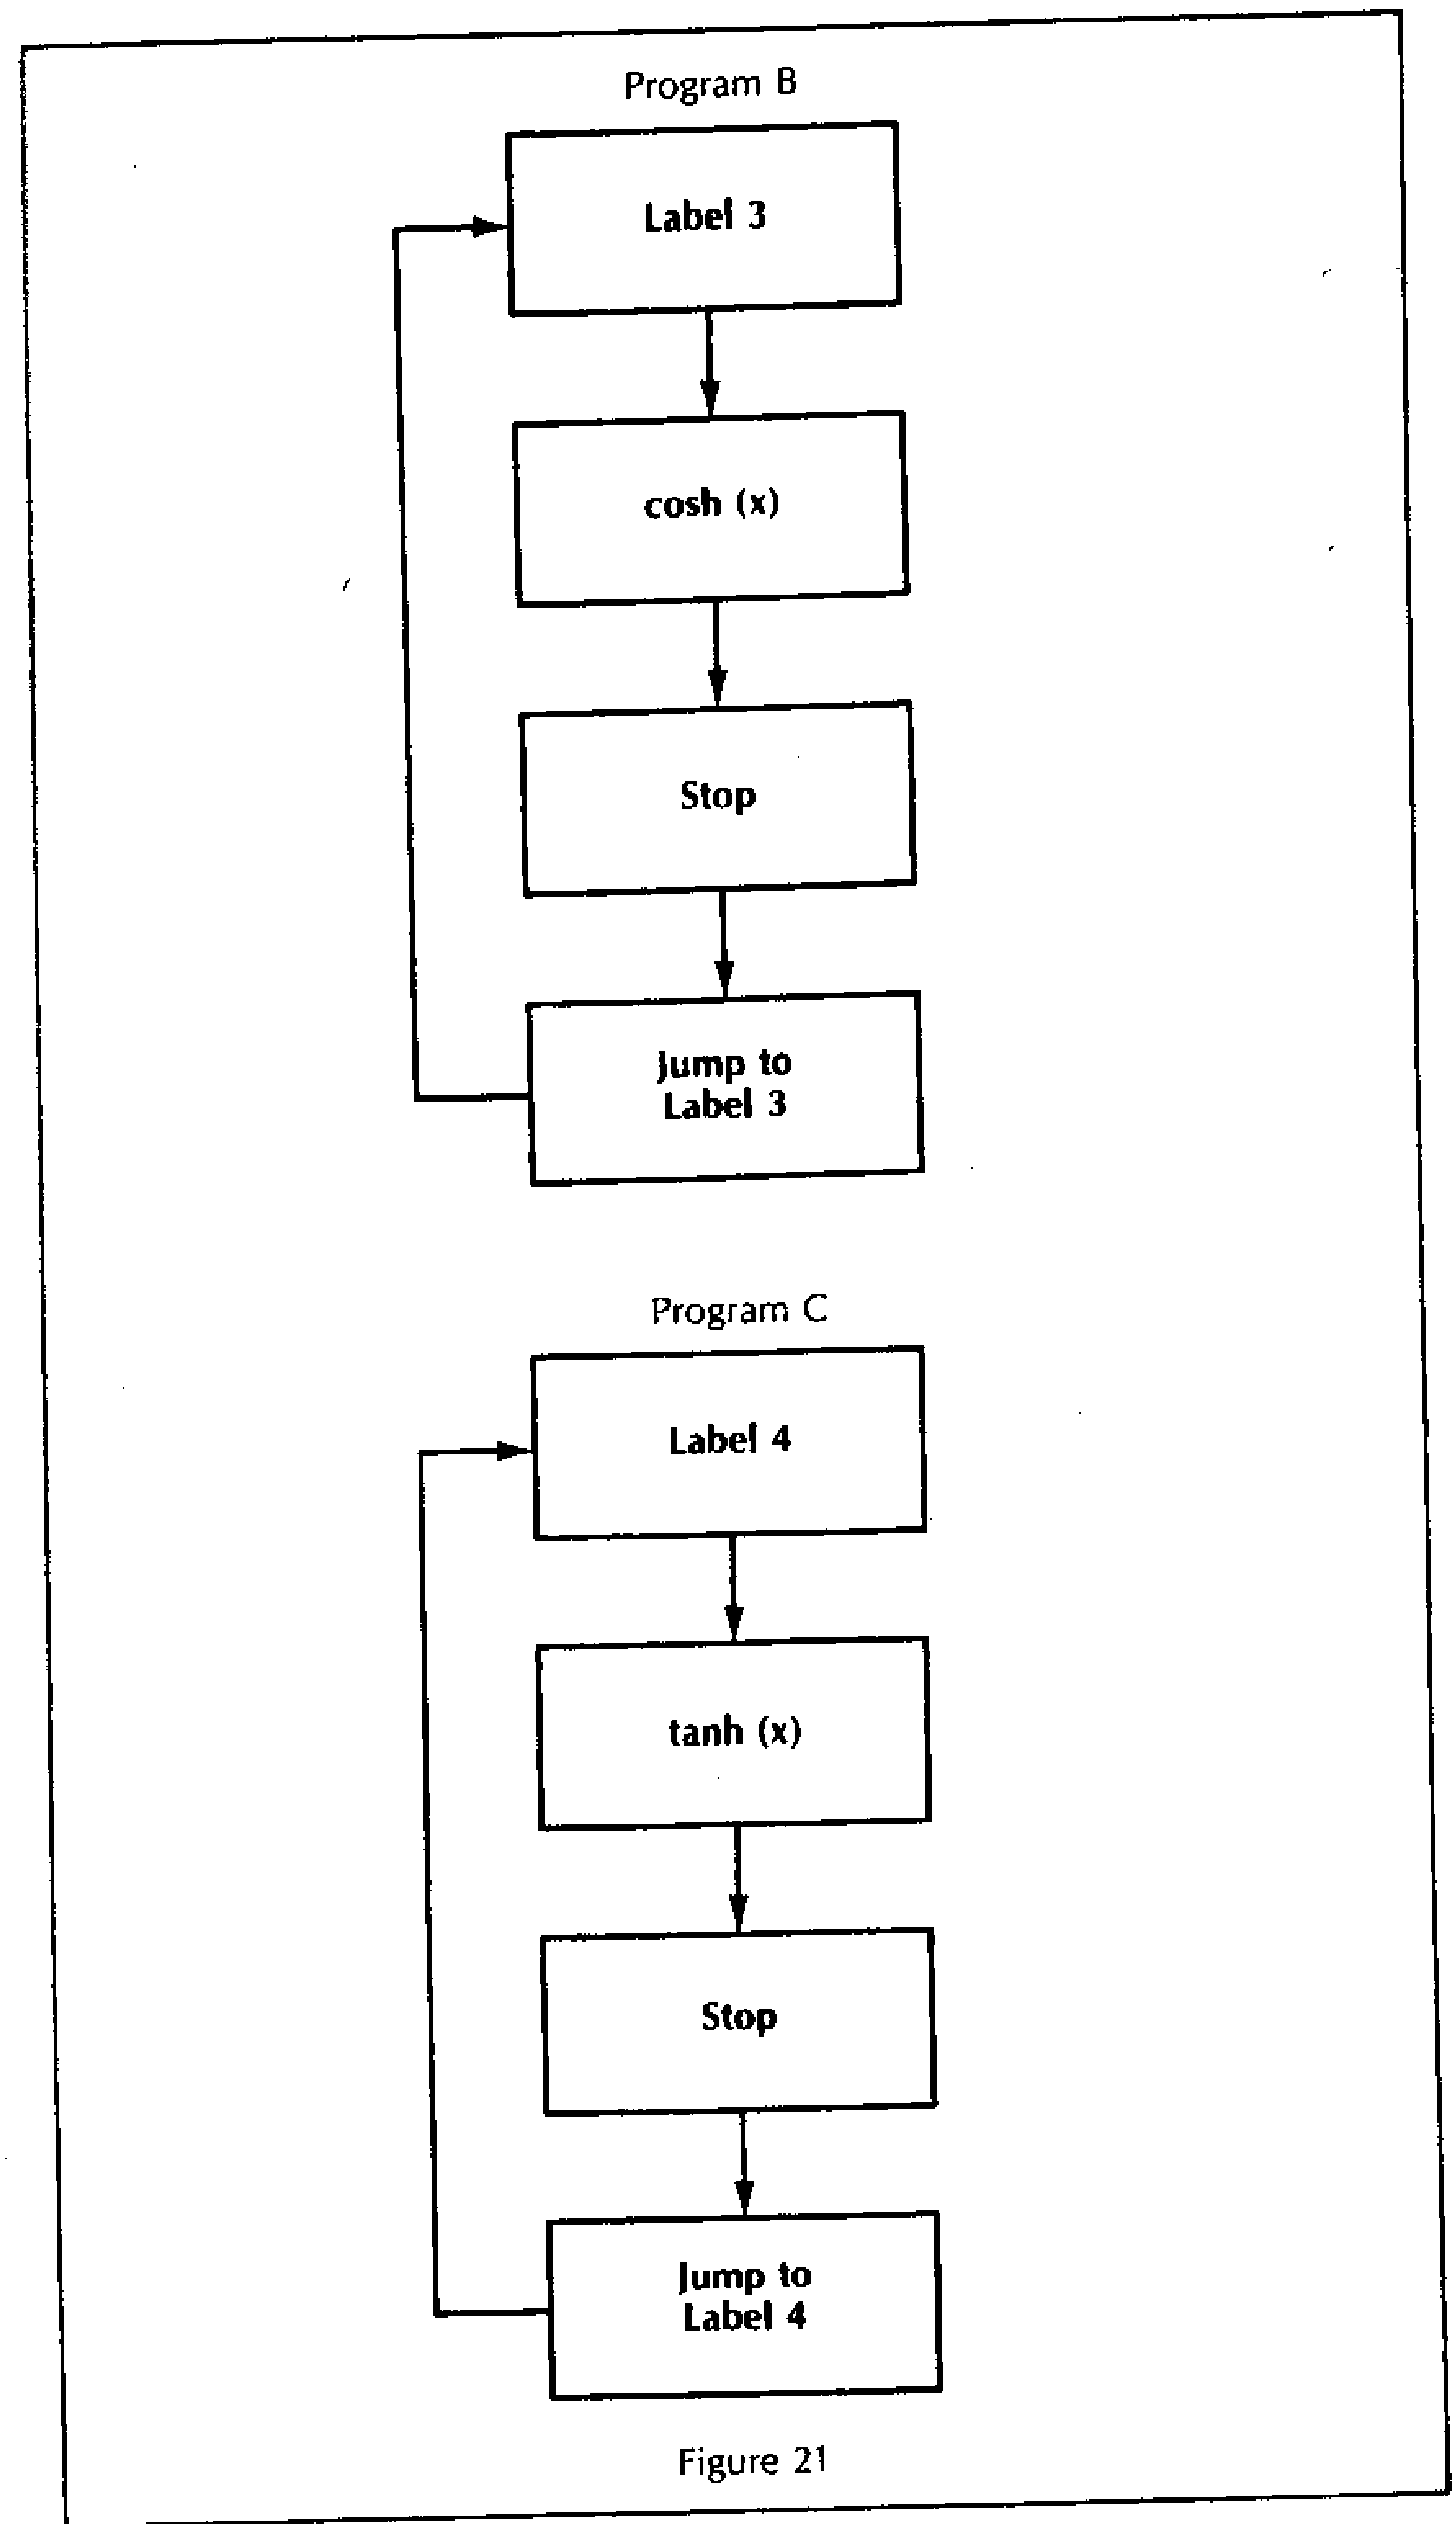 Program B
Label 3
cosh (x)
Stop
Jump to
Label 3
Program C
Label 4
tanh (x)
Stop
Jump to
Label 4
Figure 21